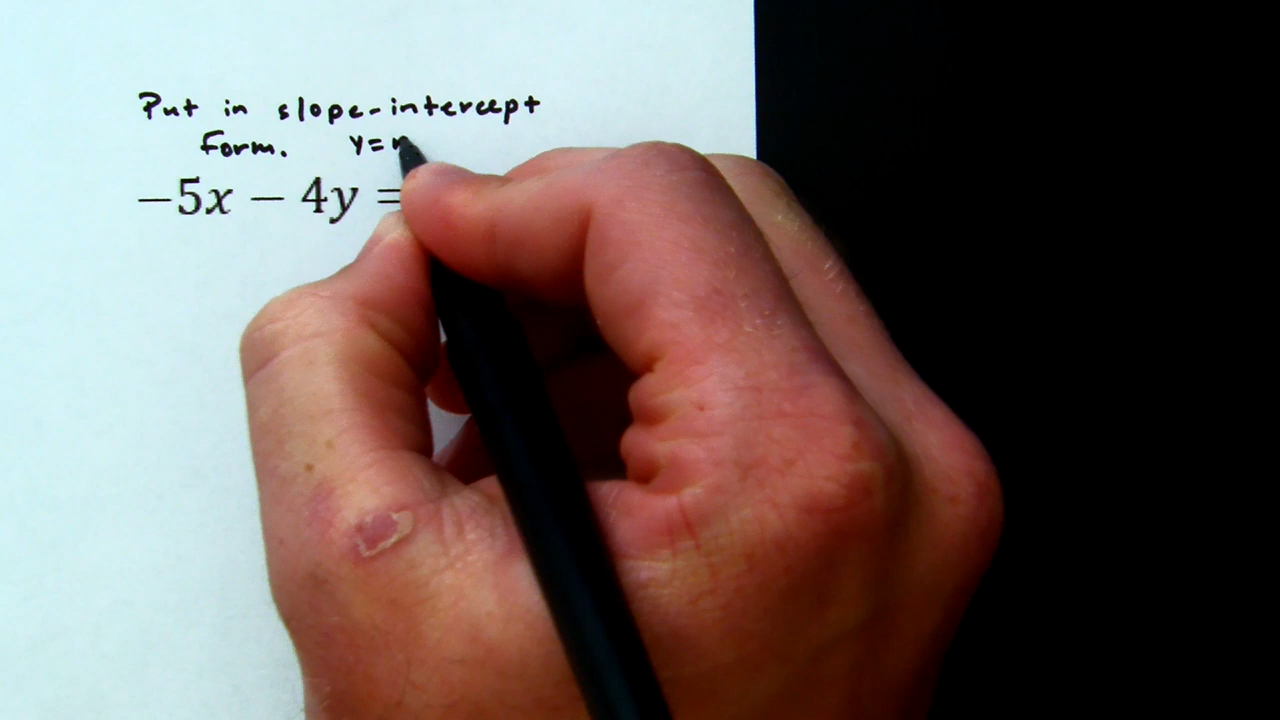 Put in slope-intercept
form. y=
−5x − 4y =